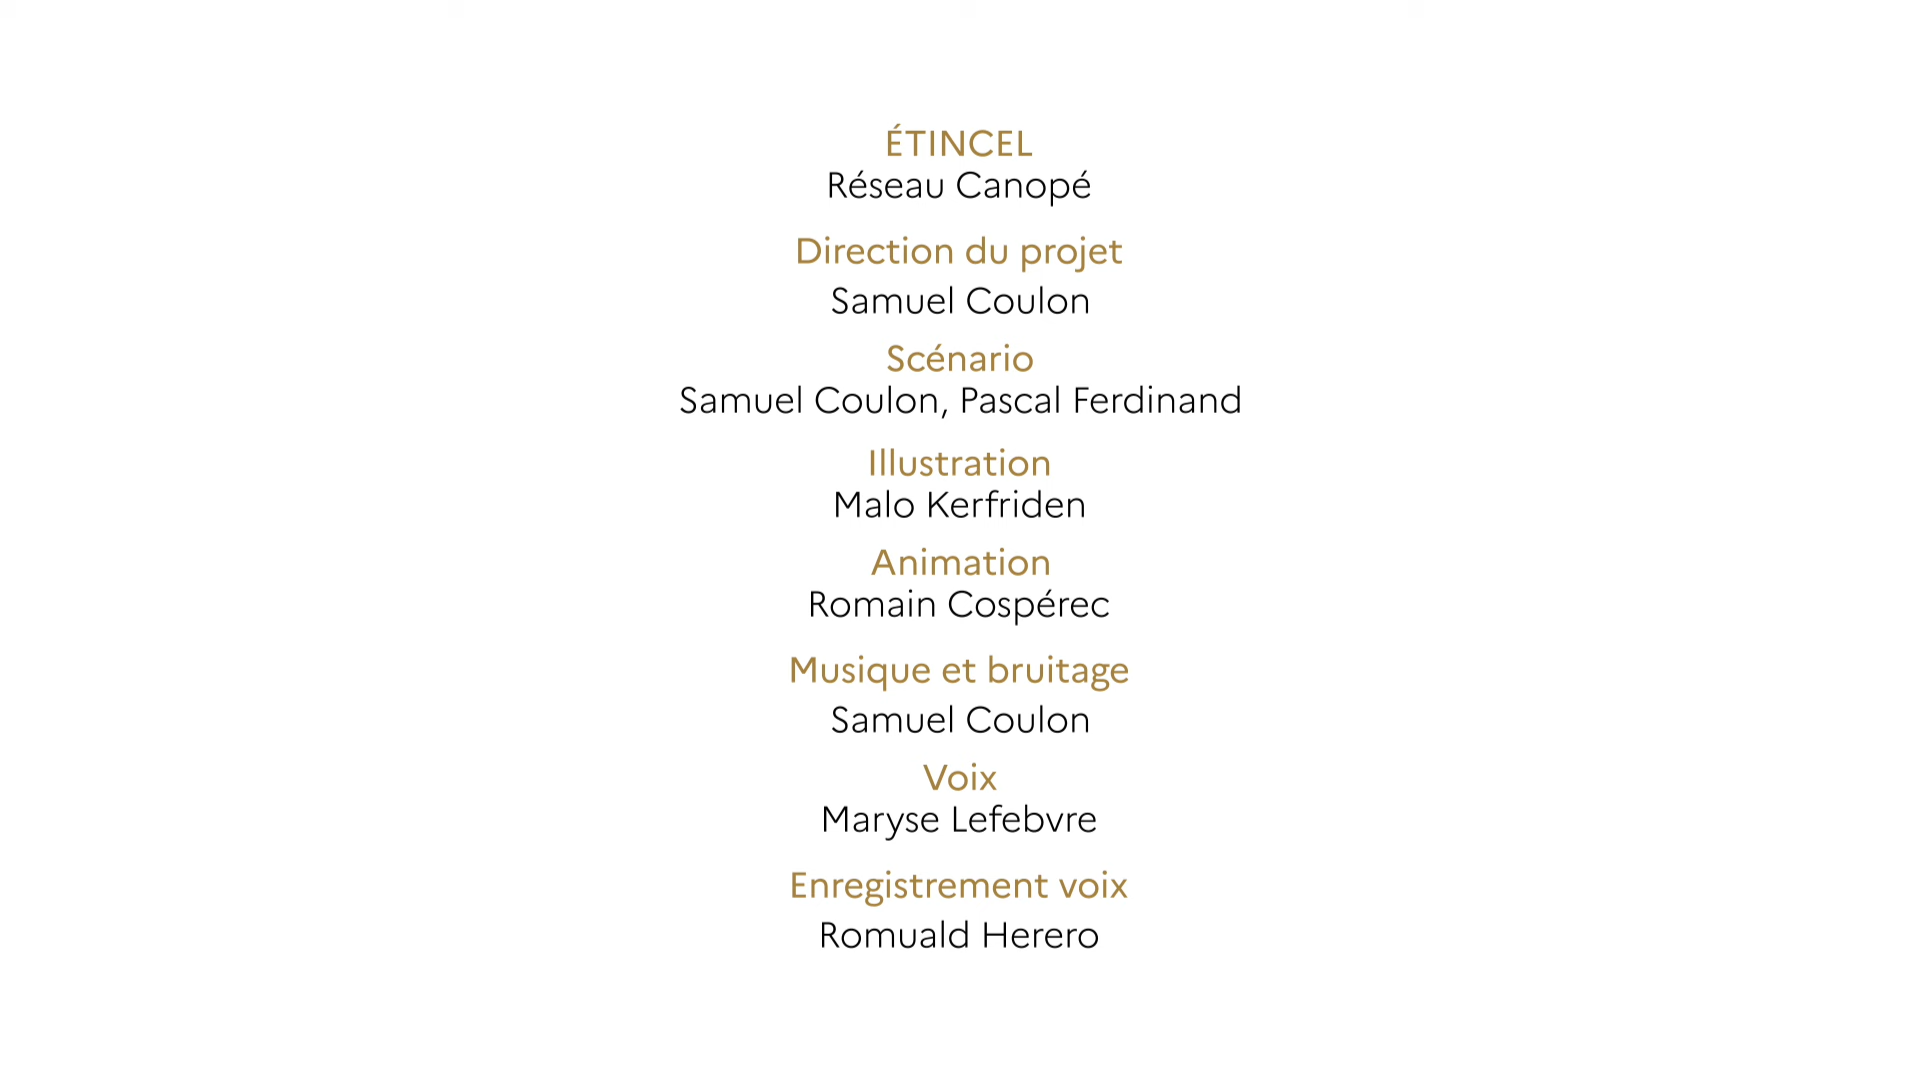 ÉTINCEL
Réseau Canopé
Direction du projet
Samuel Coulon
Scénario
Samuel Coulon, Pascal Ferdinand
Illustration
Malo Kerfriden
Animation
Romain Cospérec
Musique et bruitage
Samuel Coulon
Voix
Maryse Lefebvre
Enregistrement voix
Romuald Herero